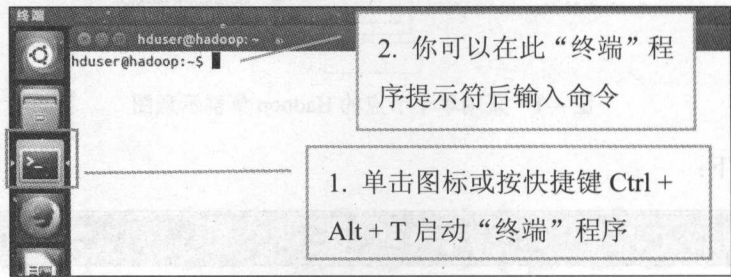 终端
hduser@hadoop: ~
hduser@hadoop:~$
2. 你可以在此“终端”程
序提示符后输入命令
1. 单击图标或按快捷键 Ctrl +
Alt + T 启动“终端”程序